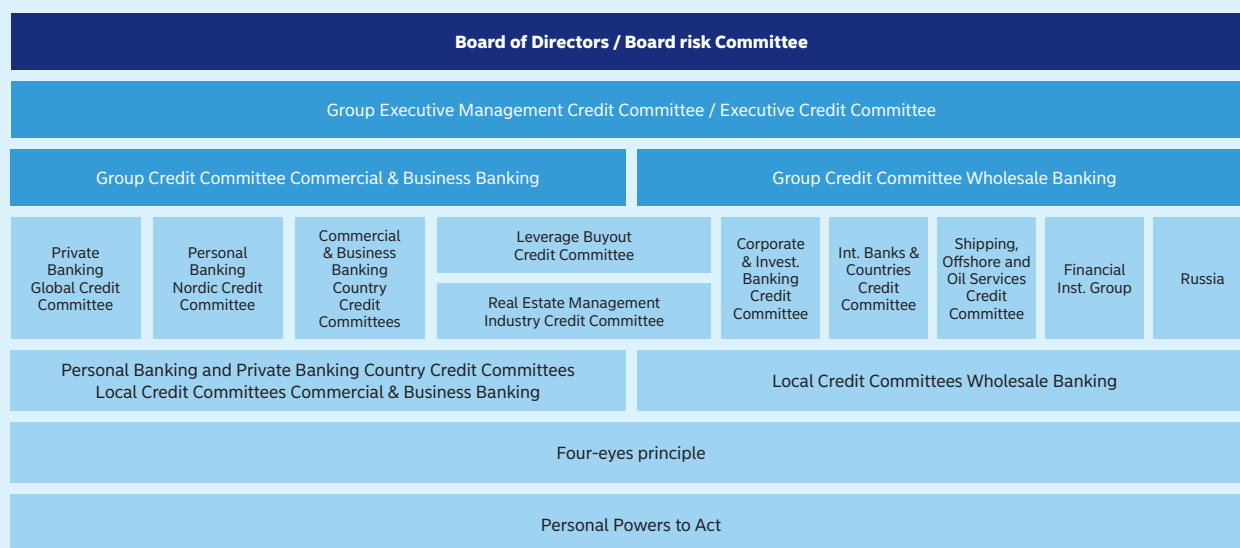 Board of Directors / Board risk Committee
Group Executive Management Credit Committee / Executive Credit Committee
Group Credit Committee Commercial & Business Banking
Group Credit Committee Wholesale Banking
Private
Banking
Global Credit
Committee
Personal
Banking
Nordic Credit
Committee
Commercial
& Business
Banking
Country
Credit
Committees
Leverage Buyout
Credit Committee
Real Estate Management
Industry Credit Committee
Corporate
& Invest.
Banking
Credit
Committee
Int. Banks &
Countries
Credit
Committee
Shipping,
Offshore and
Oil Services
Credit
Committee
Financial
Inst. Group
Russia
Personal Banking and Private Banking Country Credit Committees
Local Credit Committees Commercial & Business Banking
Local Credit Committees Wholesale Banking
Four-eyes principle
Personal Powers to Act